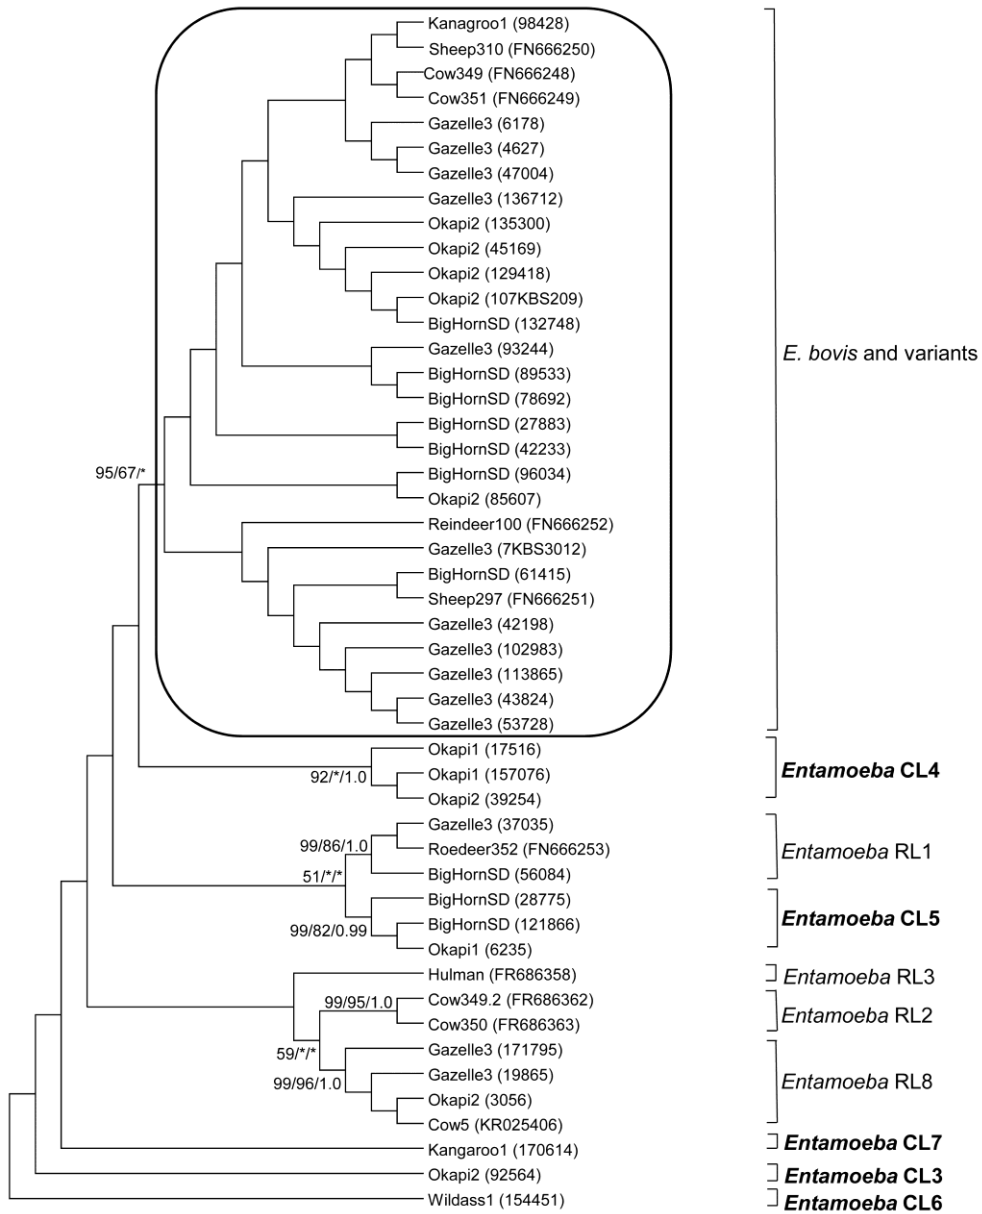 Kanagroo1 (98428)
Sheep310 (FN666250)
Cow349 (FN666248)
Cow351 (FN666249)
Gazelle3 (6178)
Gazelle3 (4627)
Gazelle3 (47004)
Gazelle3 (136712)
Okapi2 (135300)
Okapi2 (45169)
Okapi2 (129418)
Okapi2 (107KBS209)
BigHornSD (132748)
Gazelle3 (93244)
E. bovis and variants
BigHornSD (89533)
BigHornSD (78692)
BigHornSD (27883)
BigHornSD (42233)
95/67/*
BigHornSD (96034)
Okapi2 (85607)
Reindeer100 (FN666252)
Gazelle3 (7KBS3012)
BigHornSD (61415)
Sheep297 (FN666251)
Gazelle3 (42198)
Gazelle3 (102983)
Gazelle3 (113865)
Gazelle3 (43824)
Gazelle3 (53728)
Okapi1 (17516)
92/*/1.0
Okapi1 (157076)
Entamoeba CL4
Okapi2 (39254)
Gazelle3 (37035)
99/86/1.0
Roedeer352 (FN666253)
Entamoeba RL1
51/*/*
BigHornSD (56084)
BigHornSD (28775)
99/82/0.99
BigHornSD (121866)
Entamoeba CL5
Okapi1 (6235)
Hulman (FR686358)
Entamoeba RL3
99/95/1.0
Cow349.2 (FR686362)
Entamoeba RL2
Cow350 (FR686363)
59/*/*
Gazelle3 (171795)
99/96/1.0
Gazelle3 (19865)
Entamoeba RL8
Okapi2 (3056)
Cow5 (KR025406)
Kangaroo1 (170614)
Entamoeba CL7
Okapi2 (92564)
Entamoeba CL3
Wildass1 (154451)
Entamoeba CL6